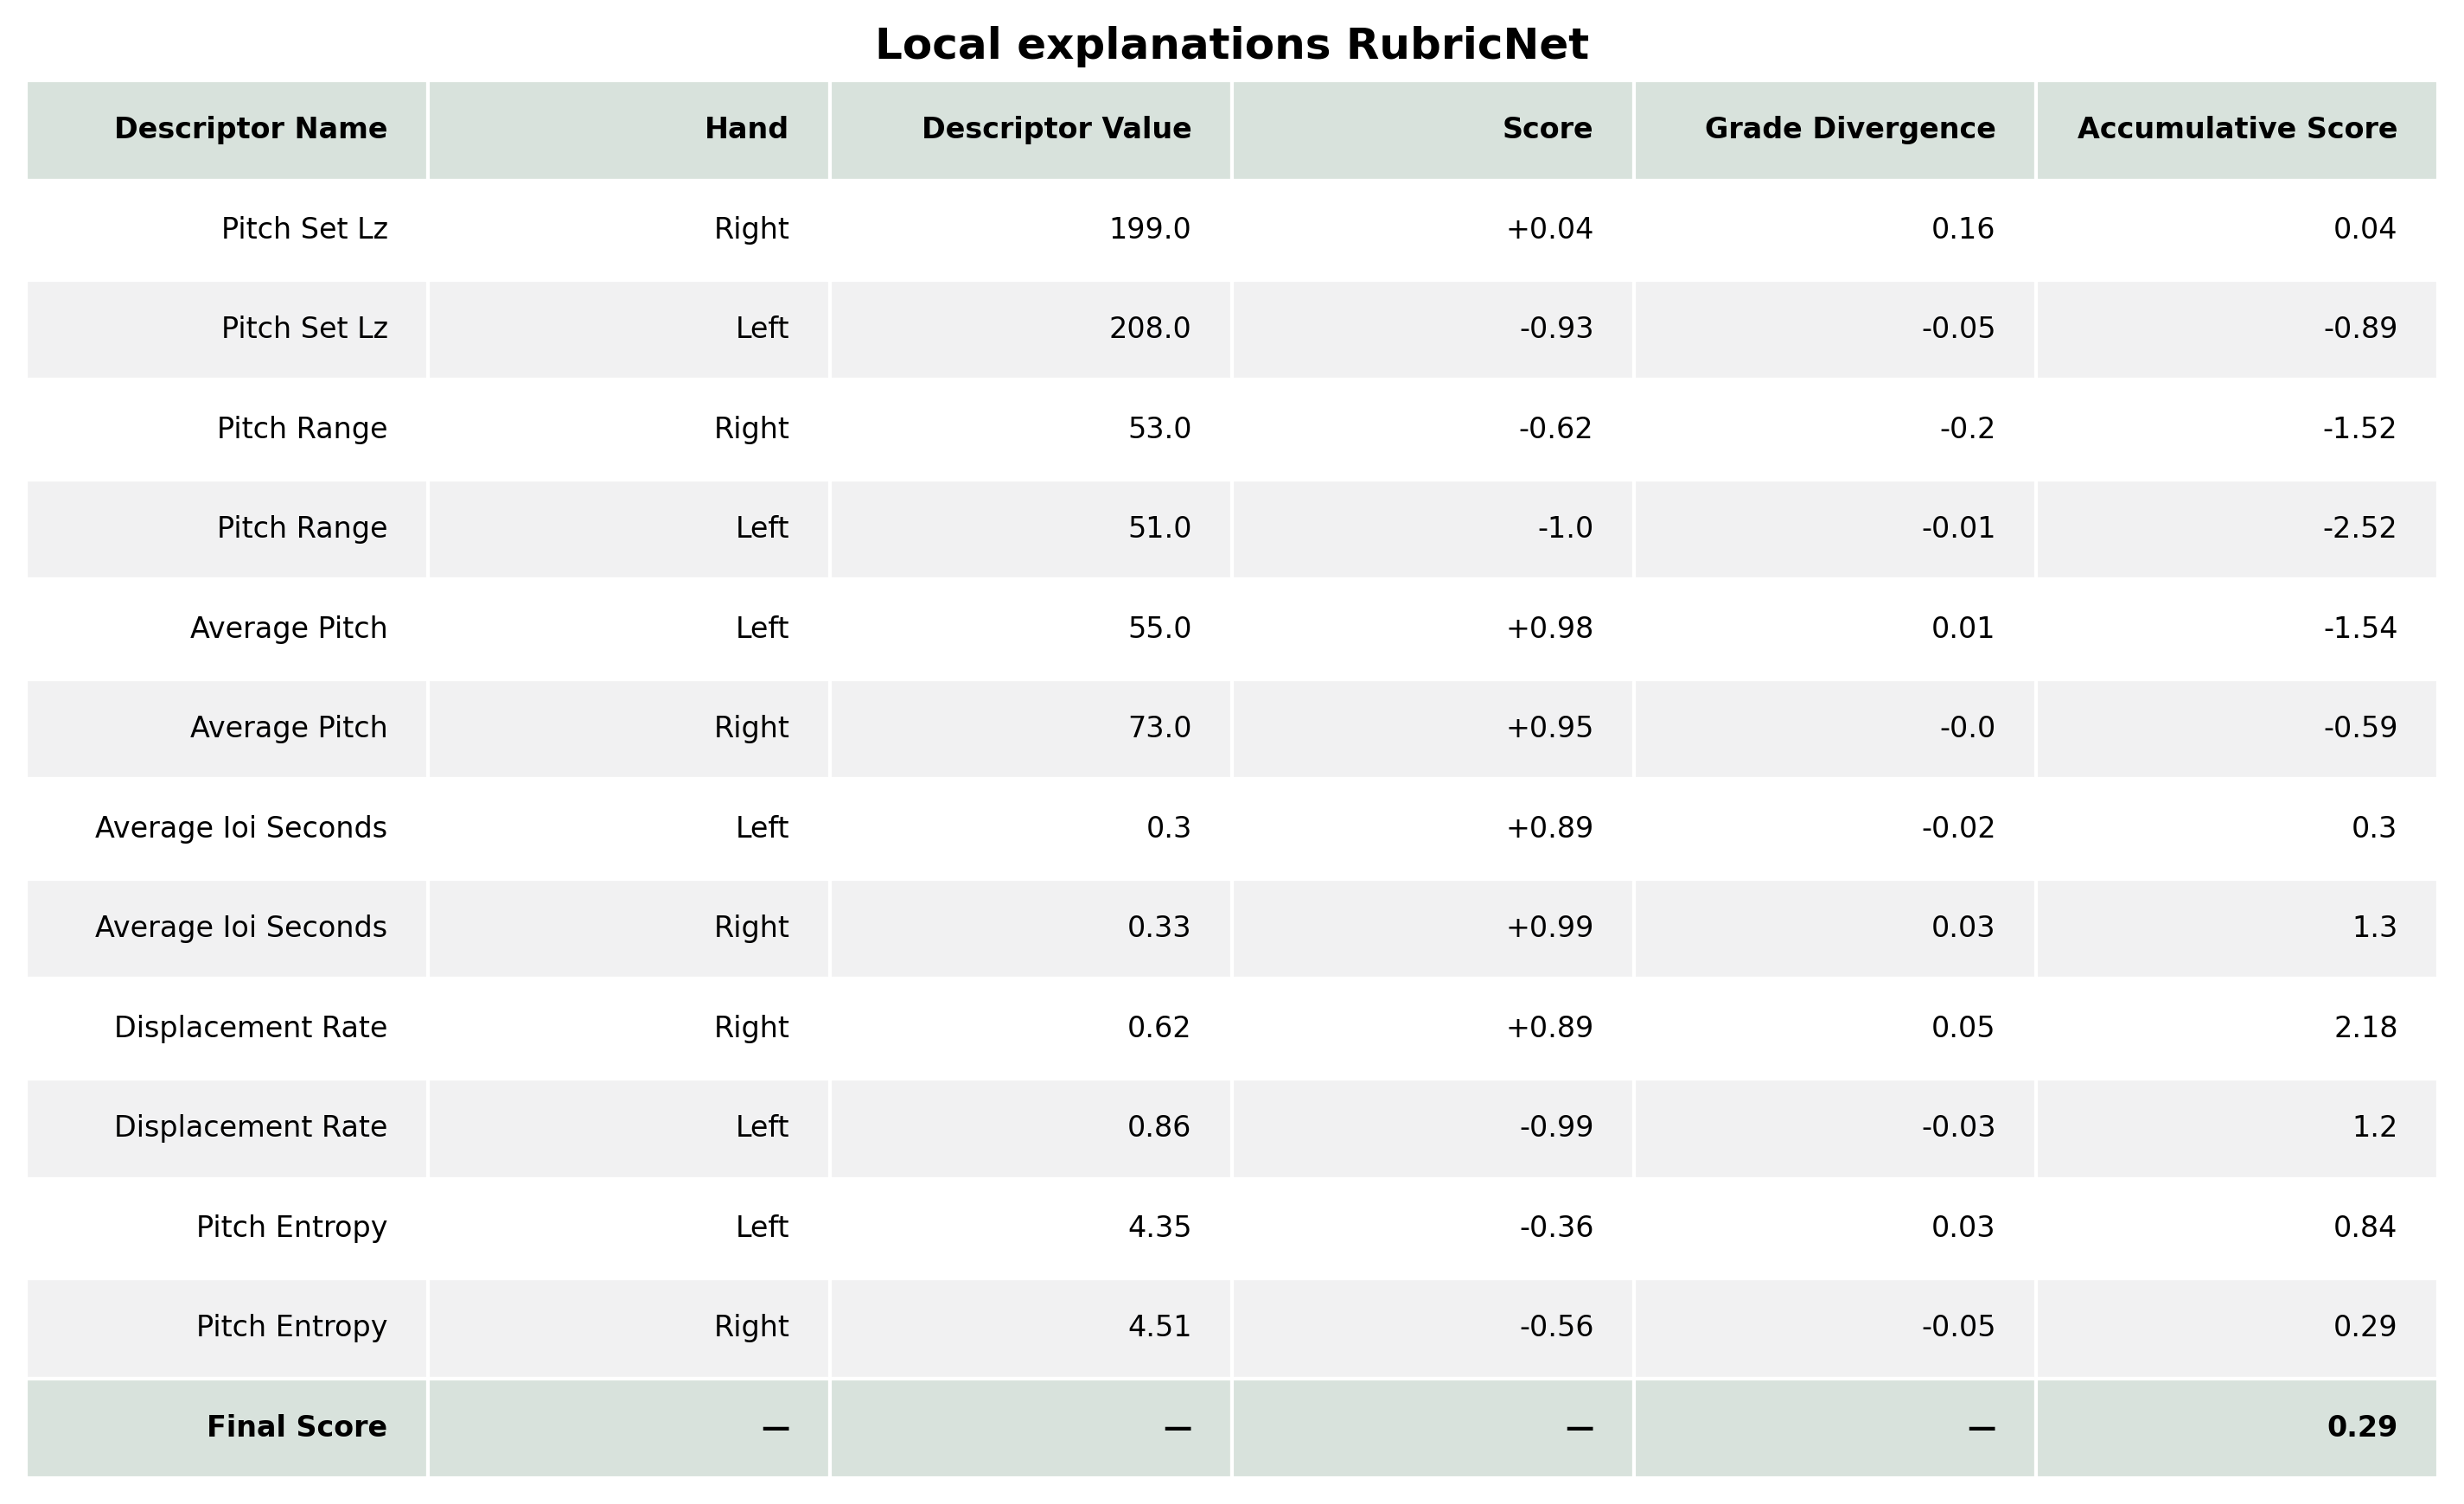 Local explanations RubricNet
Descriptor Name Hand Descriptor Value Score Grade Divergence Accumulative Score
Pitch Set Lz Right 199.0 +0.04 0.16 0.04
Pitch Set Lz Left 208.0 -0.93 -0.05 -0.89
Pitch Range Right 53.0 -0.62 -0.2 -1.52
Pitch Range Left 51.0 -1.0 -0.01 -2.52
Average Pitch Left 55.0 +0.98 0.01 -1.54
Average Pitch Right 73.0 +0.95 -0.0 -0.59
Average Ioi Seconds Left 0.3 +0.89 -0.02 0.3
Average Ioi Seconds Right 0.33 +0.99 0.03 1.3
Displacement Rate Right 0.62 +0.89 0.05 2.18
Displacement Rate Left 0.86 -0.99 -0.03 1.2
Pitch Entropy Left 4.35 -0.36 0.03 0.84
Pitch Entropy Right 4.51 -0.56 -0.05 0.29
Final Score — — — — 0.29